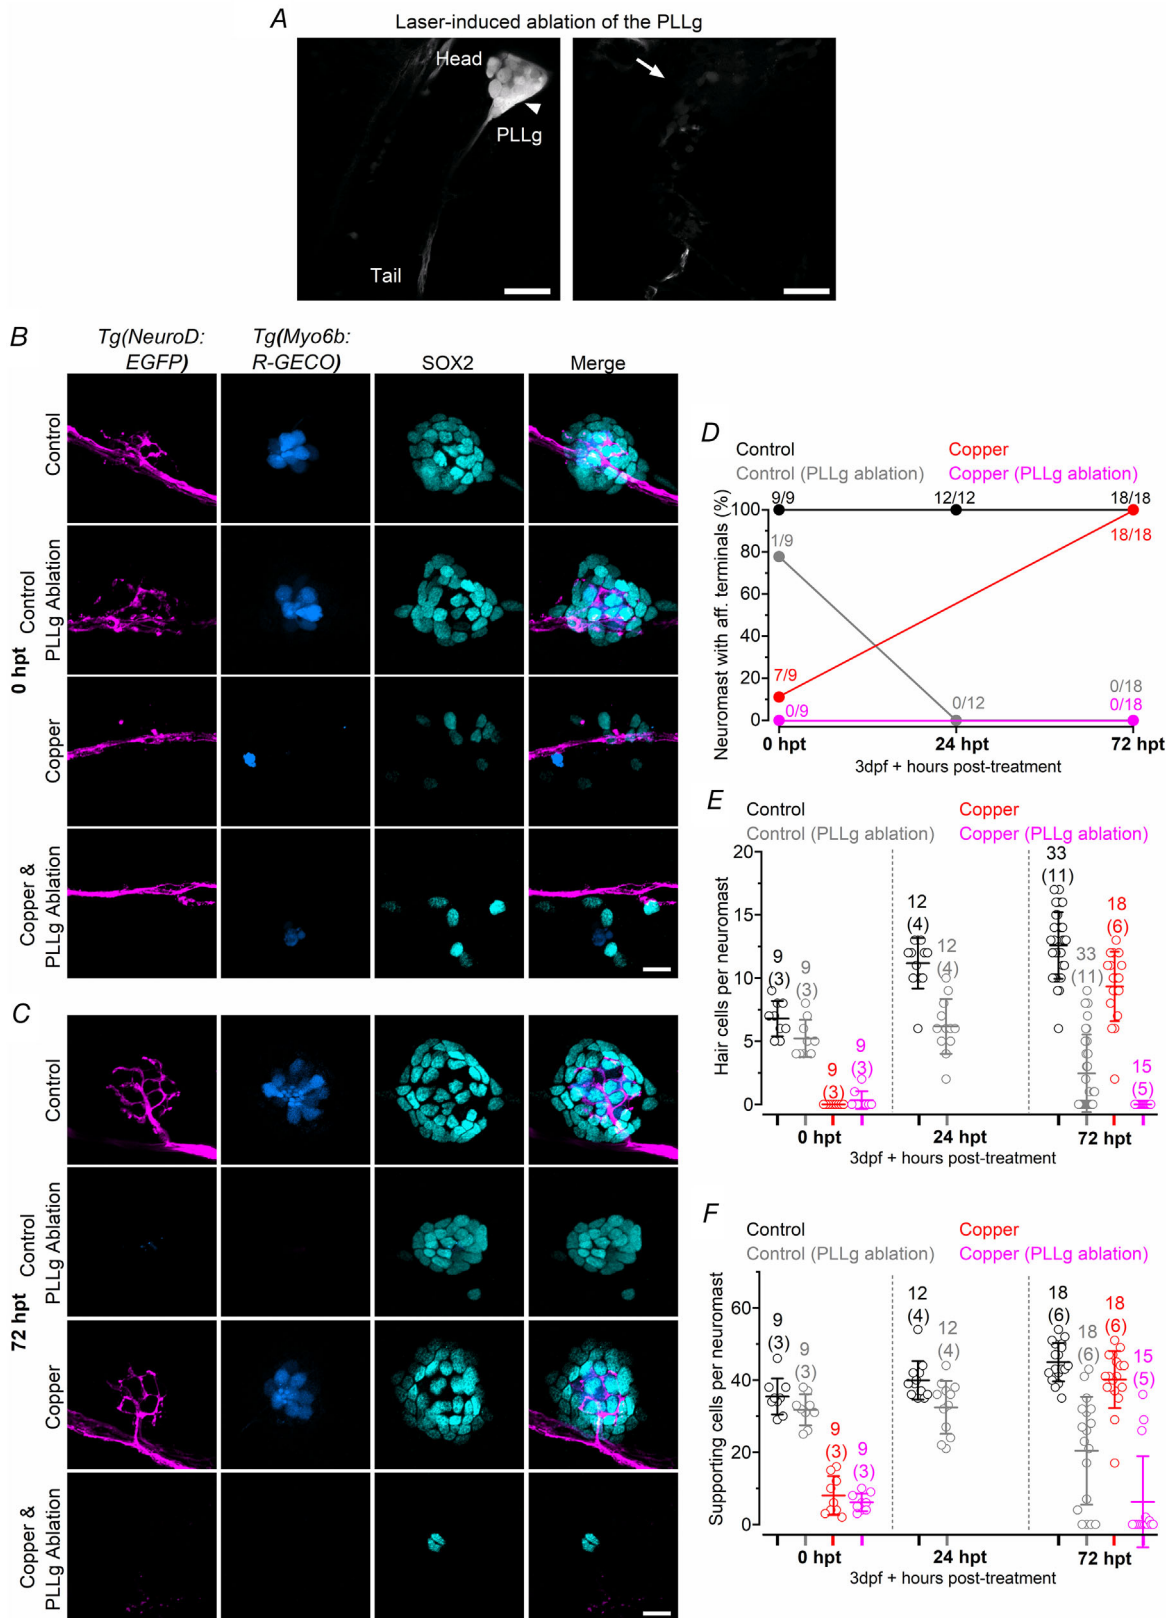 A
Laser-induced ablation of the PLLg
Head
PLLg
Tail
B
Tg(NeuroD:
EGFP)
Tg(Myo6b:
R-GECO)
SOX2
Merge
0 hpt
Control
Control
PLLg Ablation
Copper
Copper &
PLLg Ablation
C
72 hpt
Control
Control
PLLg Ablation
Copper
Copper &
PLLg Ablation
D
Control
Copper
Control (PLLg ablation)
Copper (PLLg ablation)
Neuromast with aff. terminals (%)
100
80
60
40
20
0
9/9
12/12
18/18
18/18
1/9
7/9
0/9
0/12
0/18
0/18
0 hpt
24 hpt
72 hpt
3dpf + hours post-treatment
E
Control
Copper
Control (PLLg ablation)
Copper (PLLg ablation)
Hair cells per neuromast
20
15
10
5
0
9
(3)
9
(3)
9
(3)
9
(3)
12
(4)
12
(4)
33
(11)
33
(11)
18
(6)
15
(5)
0 hpt
24 hpt
72 hpt
3dpf + hours post-treatment
F
Control
Copper
Control (PLLg ablation)
Copper (PLLg ablation)
Supporting cells per neuromast
60
40
20
0
9
(3)
9
(3)
9
(3)
9
(3)
12
(4)
12
(4)
18
(6)
18
(6)
18
(6)
15
(5)
0 hpt
24 hpt
72 hpt
3dpf + hours post-treatment